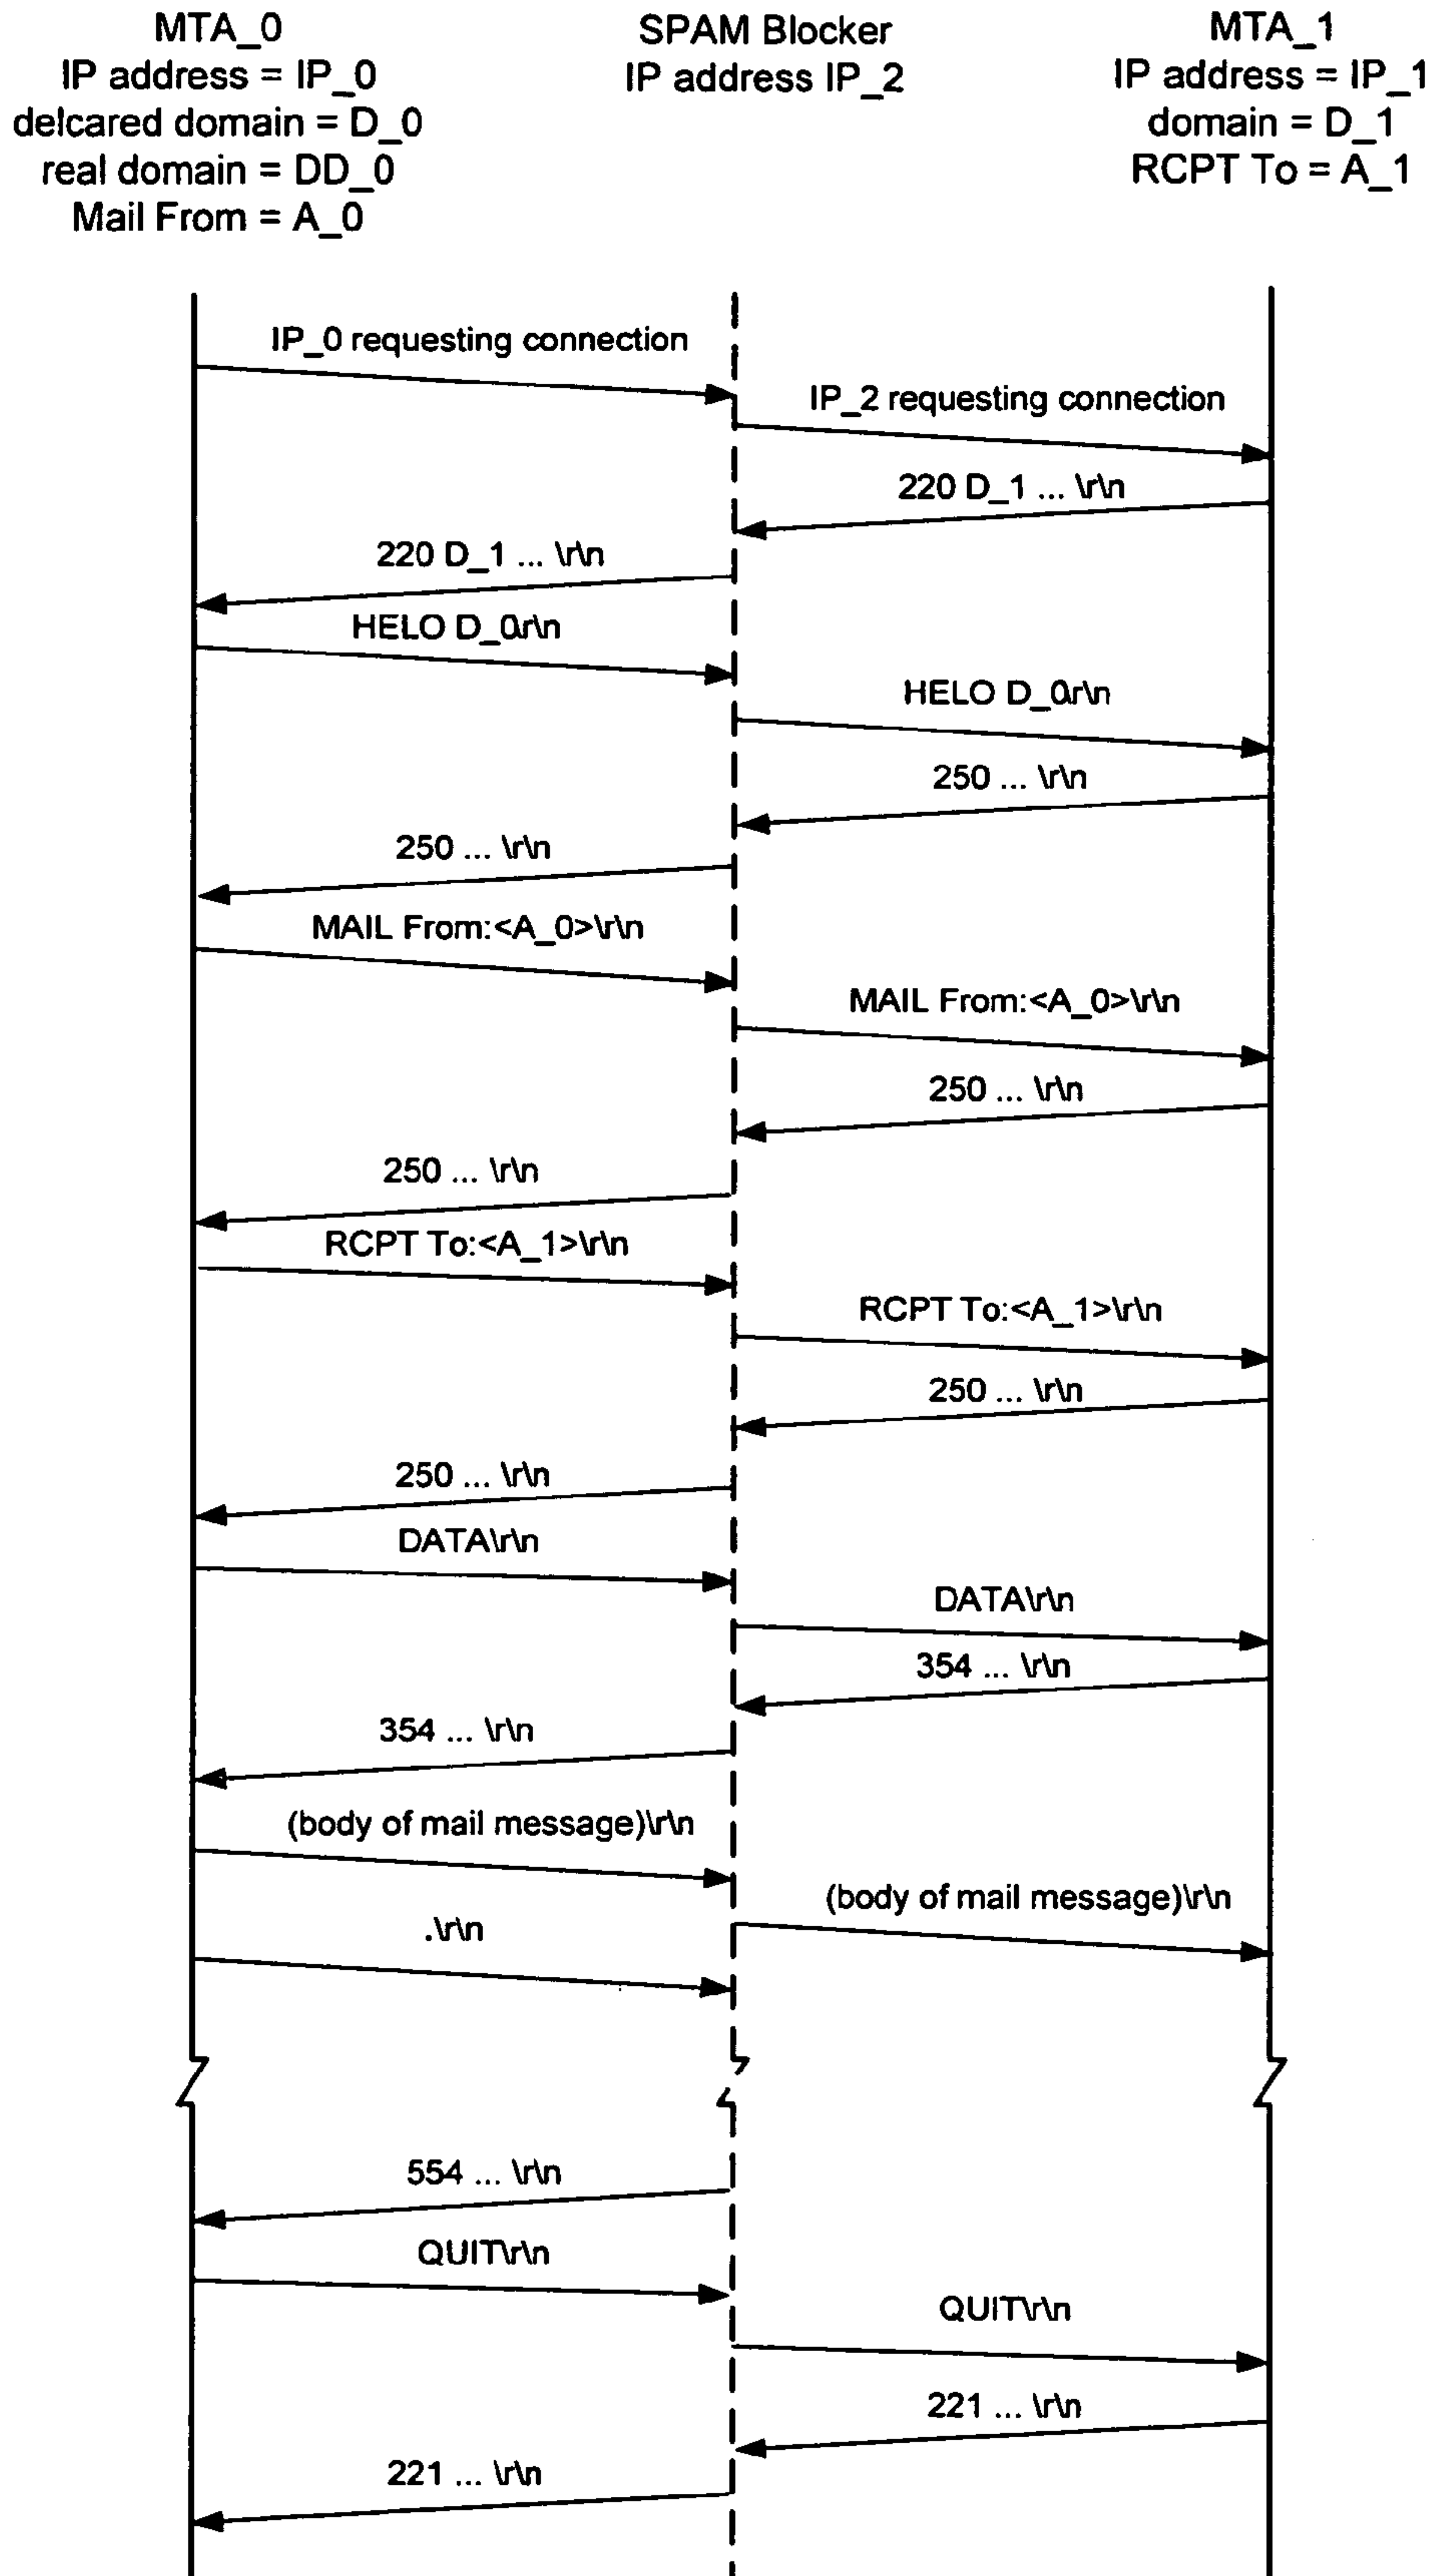 MTA_0
IP address = IP_0
delcared domain = D_0
real domain = DD_0
Mail From = A_0
SPAM Blocker
IP address IP_2
MTA_1
IP address = IP_1
domain = D_1
RCPT To = A_1
IP_0 requesting connection
IP_2 requesting connection
220 D_1 ... \r\n
220 D_1 ... \r\n
HELO D_0\r\n
HELO D_0\r\n
250 ... \r\n
250 ... \r\n
MAIL From:<A_0>\r\n
MAIL From:<A_0>\r\n
250 ... \r\n
250 ... \r\n
RCPT To:<A_1>\r\n
RCPT To:<A_1>\r\n
250 ... \r\n
250 ... \r\n
DATA\r\n
DATA\r\n
354 ... \r\n
354 ... \r\n
(body of mail message)\r\n
(body of mail message)\r\n
.\r\n
554 ... \r\n
QUIT\r\n
QUIT\r\n
221 ... \r\n
221 ... \r\n